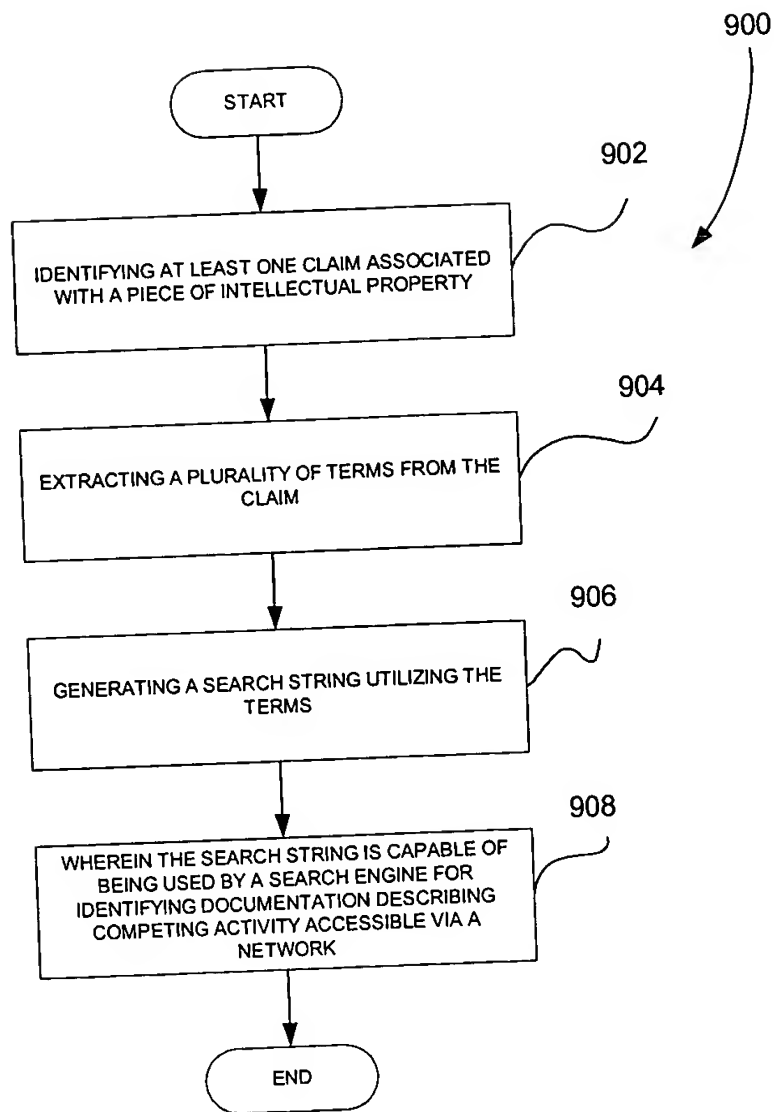 900
START
902
IDENTIFYING AT LEAST ONE CLAIM ASSOCIATED
WITH A PIECE OF INTELLECTUAL PROPERTY
904
EXTRACTING A PLURALITY OF TERMS FROM THE
CLAIM
906
GENERATING A SEARCH STRING UTILIZING THE
TERMS
908
WHEREIN THE SEARCH STRING IS CAPABLE OF
BEING USED BY A SEARCH ENGINE FOR
IDENTIFYING DOCUMENTATION DESCRIBING
COMPETING ACTIVITY ACCESSIBLE VIA A
NETWORK
END